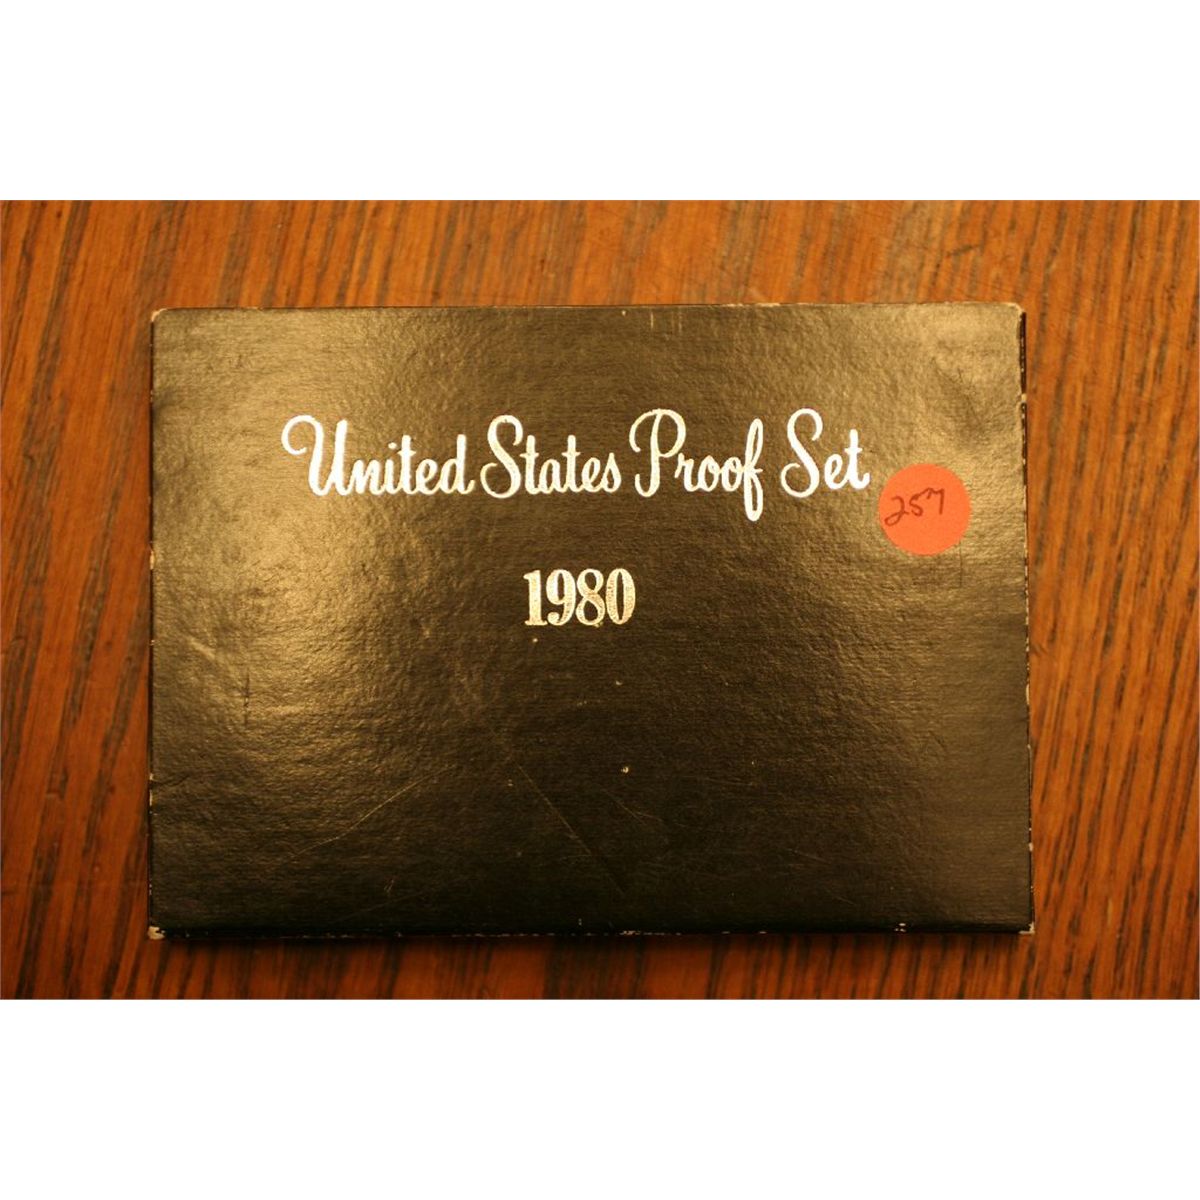 United States Proof Set
257
1980